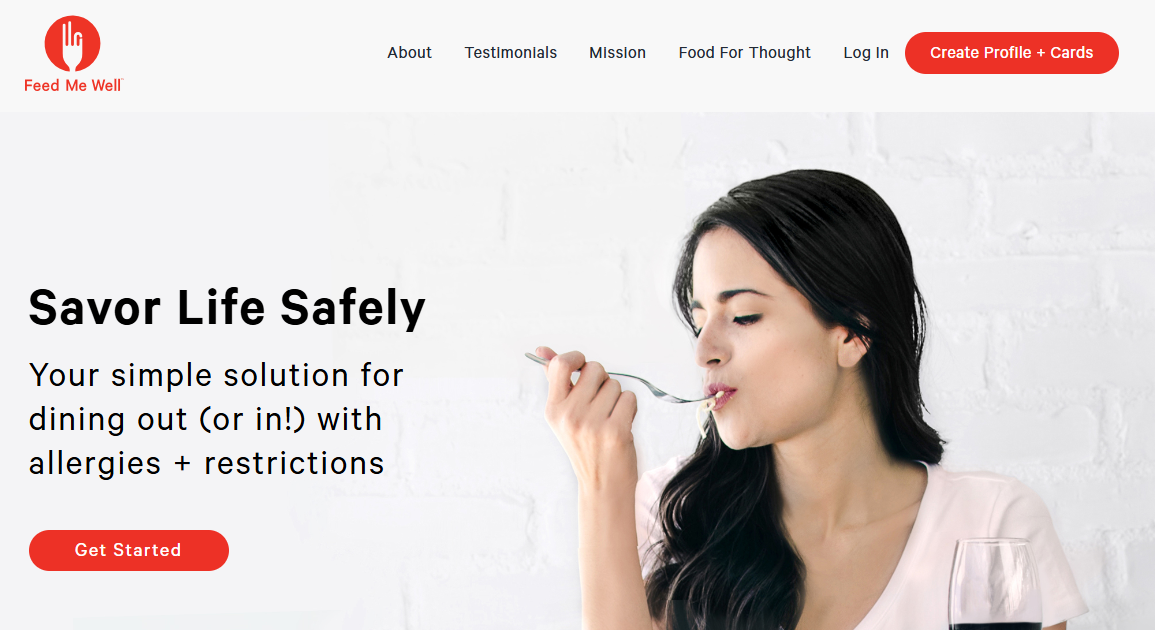 Feed Me Well
About
Testimonials
Mission
Food For Thought
Log In
Create Profile + Cards
Savor Life Safely
Your simple solution for
dining out (or in!) with
allergies + restrictions
Get Started